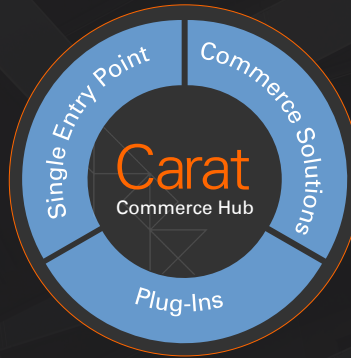 Single Entry Point
Commerce Solutions
Carat
Commerce Hub
Plug-Ins